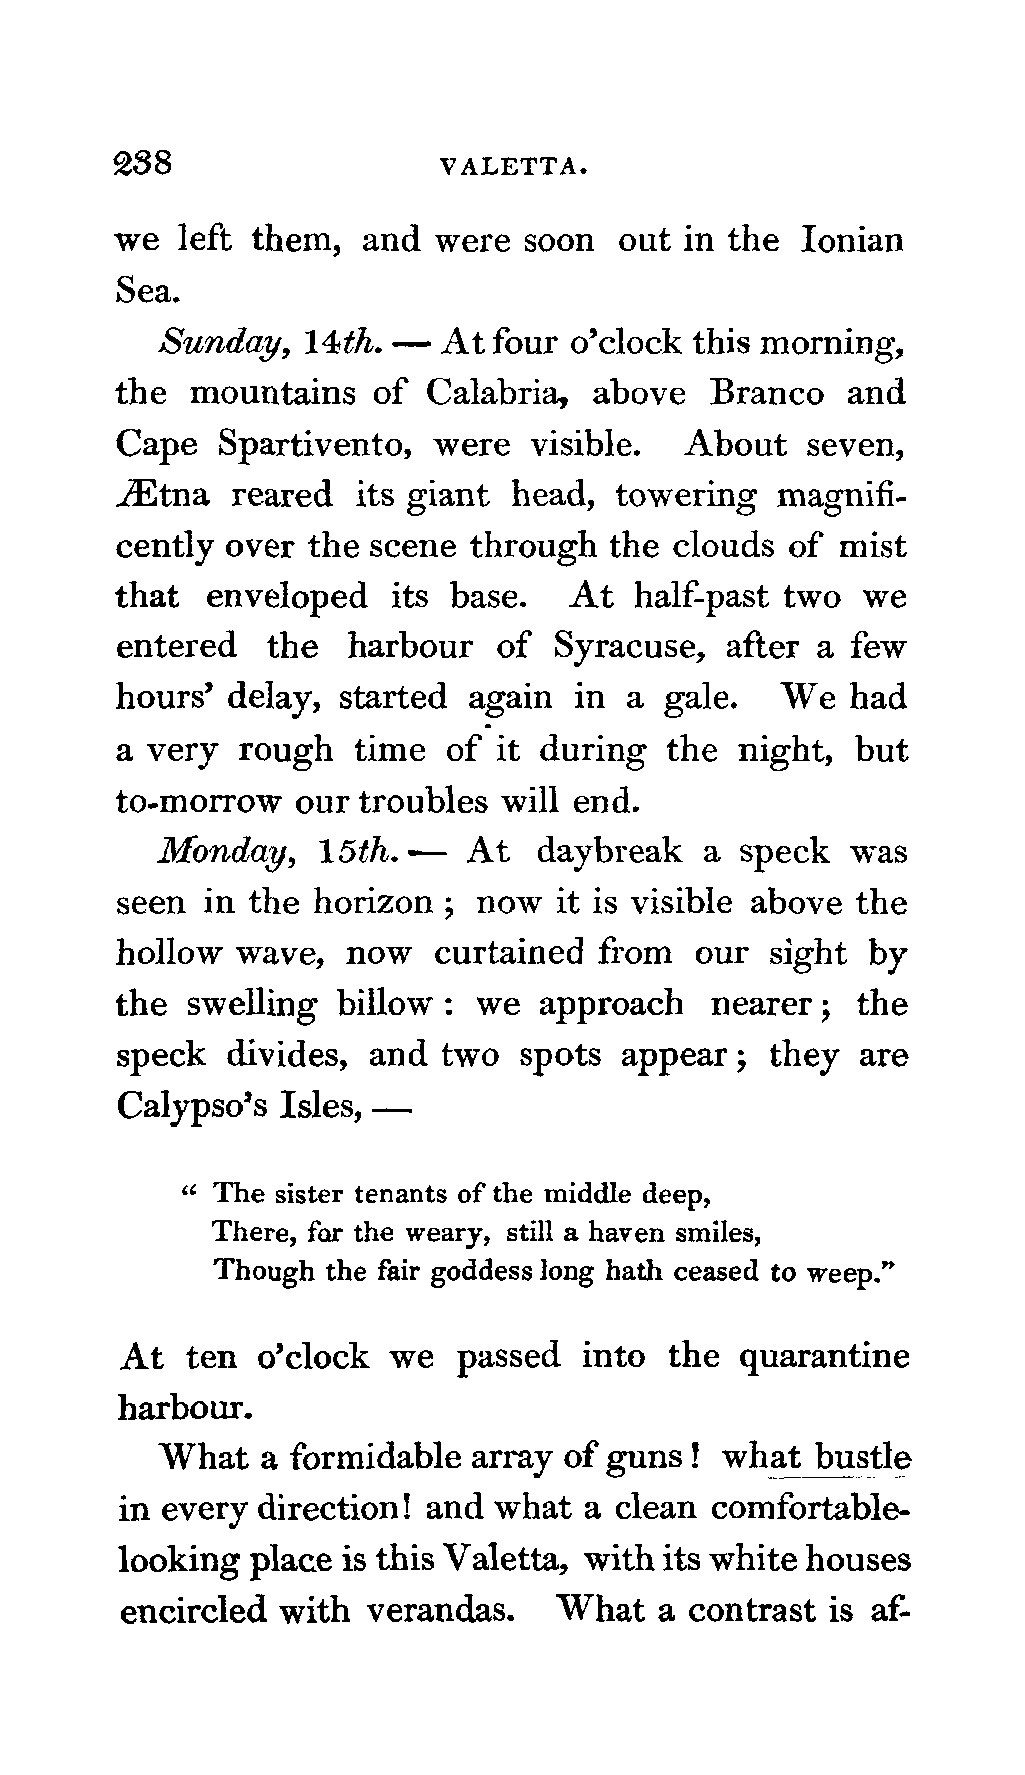 238 VALETTA.
we left them, and were soon out in the Ionian
Sea.
Sunday, 14th. — At four o'clock this morning,
the mountains of Calabria, above Branco and
Cape Spartivento, were visible. About seven,
Ætna reared its giant head, towering magnifi-
cently over the scene through the clouds of mist
that enveloped its base. At half-past two we
entered the harbour of Syracuse, after a few
hours' delay, started again in a gale. We had
a very rough time of it during the night, but
to-morrow our troubles will end.
Monday, 15th. — At daybreak a speck was
seen in the horizon ; now it is visible above the
hollow wave, now curtained from our sight by
the swelling billow : we approach nearer ; the
speck divides, and two spots appear ; they are
Calypso's Isles, —
“ The sister tenants of the middle deep,
There, for the weary, still a haven smiles,
Though the fair goddess long hath ceased to weep.”
At ten o'clock we passed into the quarantine
harbour.
What a formidable array of guns ! what bustle
in every direction! and what a clean comfortable-
looking place is this Valetta, with its white houses
encircled with verandas. What a contrast is af-